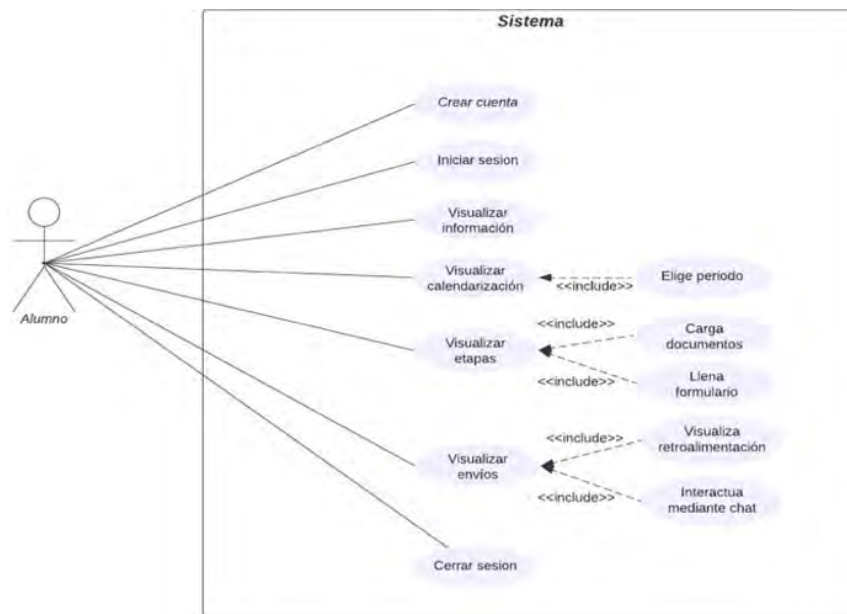 Sistema
Crear cuenta
Iniciar sesion
Visualizar
información
Visualizar
calendarización
<<include>>
Elige periodo
Alumno
Visualizar
etapas
<<include>>
Carga
documentos
<<include>>
Llena
formulario
Visualizar
envíos
<<include>>
Visualiza
retroalimentación
<<include>>
Interactua
mediante chat
Cerrar sesion